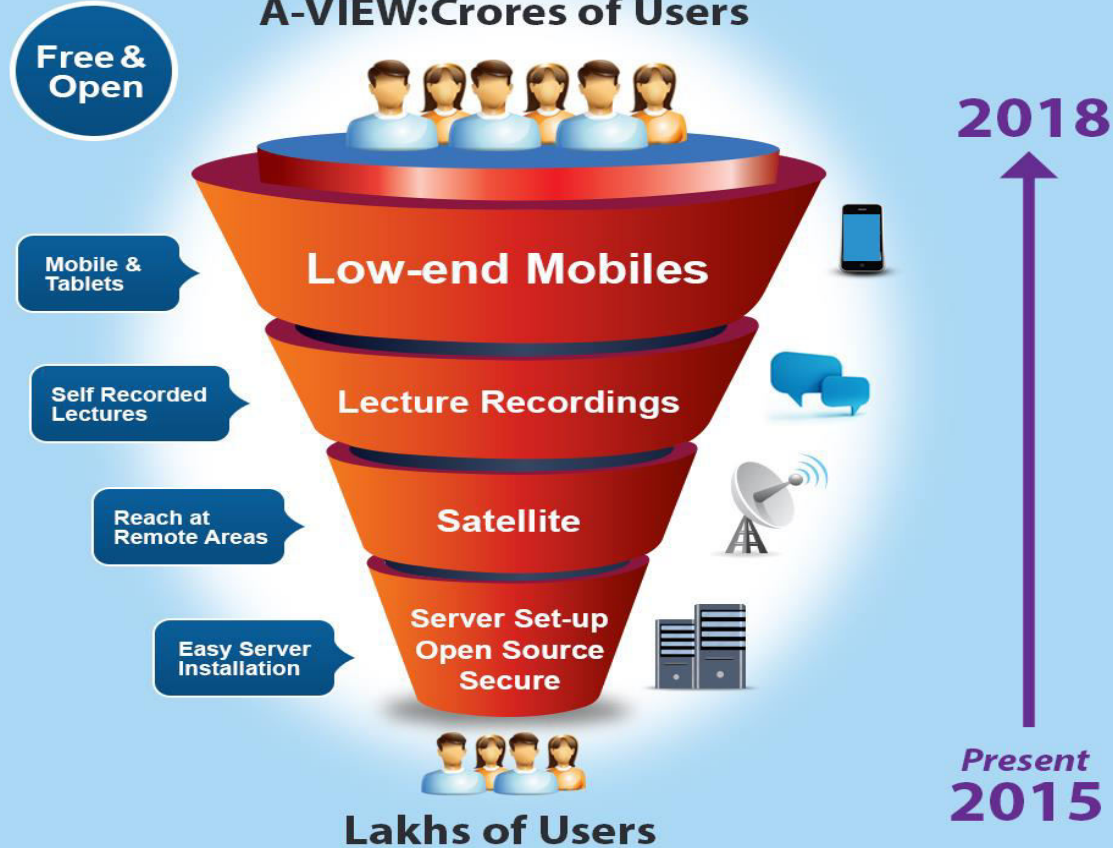 A-VIEW:Crores of Users
Free &
Open
2018
Mobile &
Tablets
Low-end Mobiles
Self Recorded
Lectures
Lecture Recordings
Reach at
Remote Areas
Satellite
Easy Server
Installation
Server Set-up
Open Source
Secure
Present
2015
Lakhs of Users